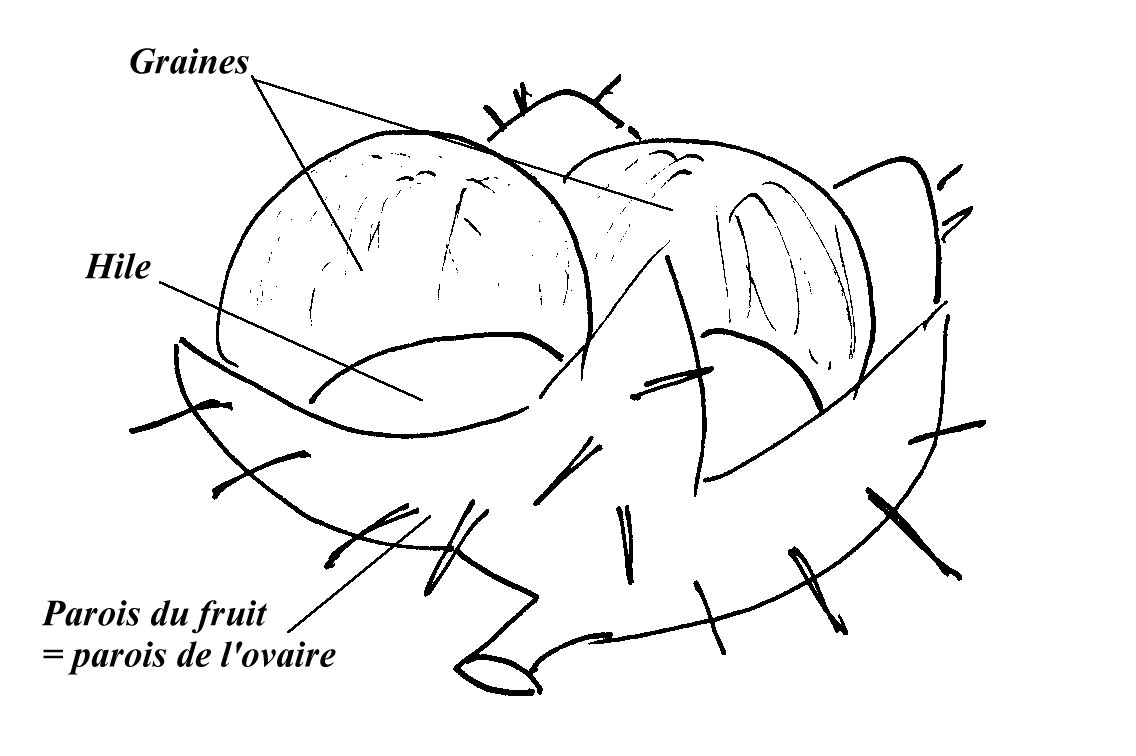 Graines
Hile
Parois du fruit
= parois de l'ovaire